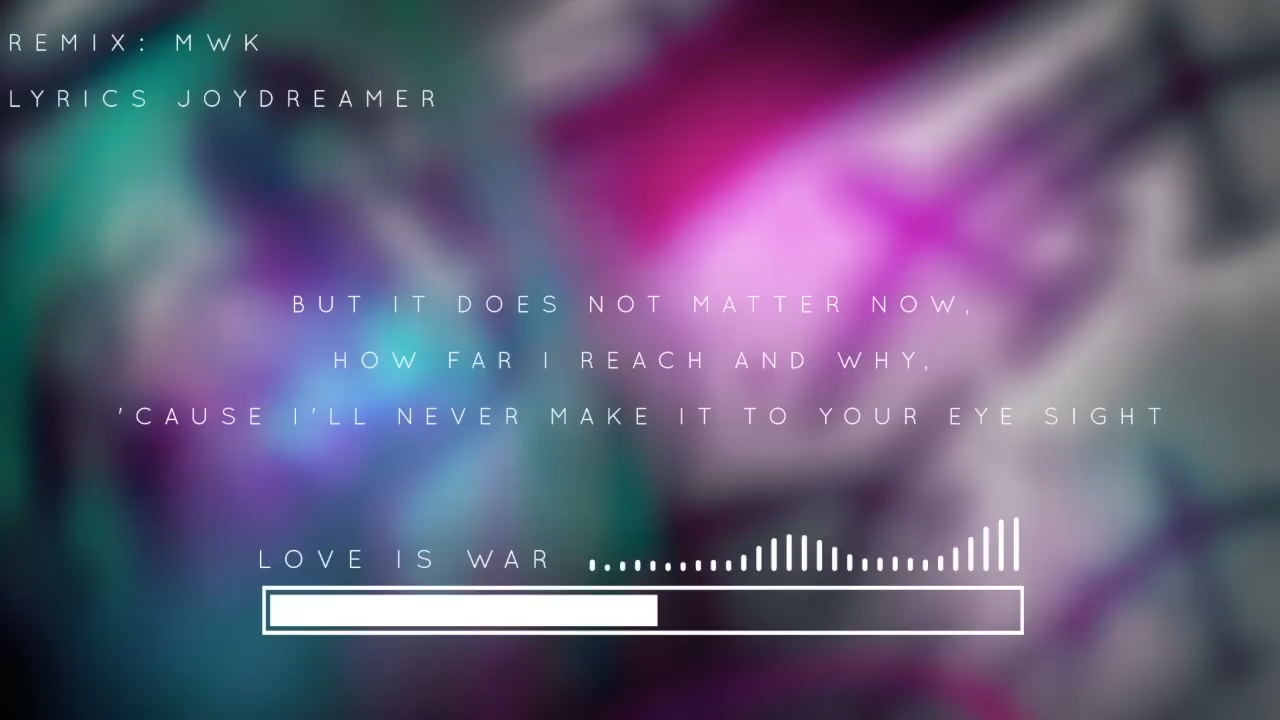 REMIX: MWK
LYRICS JOYDREAMER
BUT IT DOES NOT MATTER NOW,
HOW FAR I REACH AND WHY,
'CAUSE I'LL NEVER MAKE IT TO YOUR EYE SIGHT
LOVE IS WAR